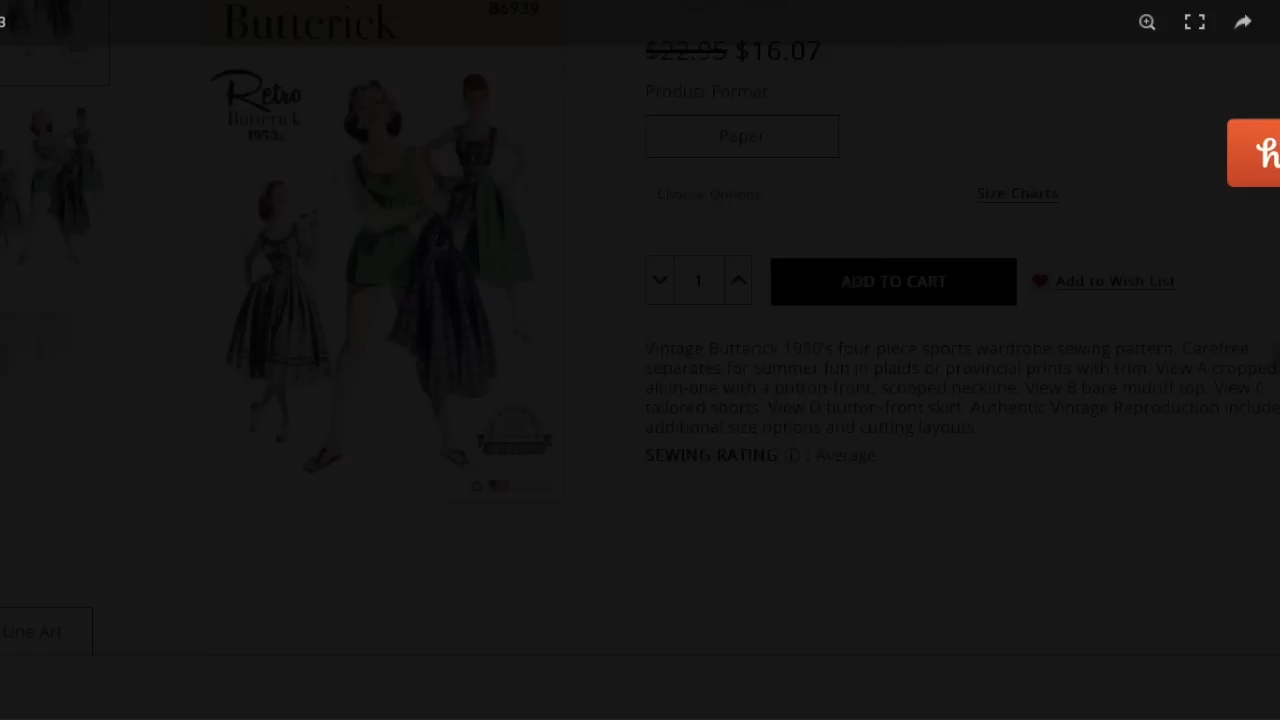 3
Butterick
86939
$22.95 $16.07
Retro
Butterick
1950s
Product Format
Paper
Choose Options
Size Charts
1
ADD TO CART
Add to Wish List
Vintage Butterick 1950's four-piece sports wardrobe sewing pattern. Carefree
separates for summer fun in plaids or provincial prints with trim. View A cropped
all-in-one with a button-front, scooped neckline. View B bare midriff top. View C
tailored shorts. View D button-front skirt. Authentic Vintage Reproduction include
additional size options and cutting layouts.
SEWING RATING : Average
Line Art
h